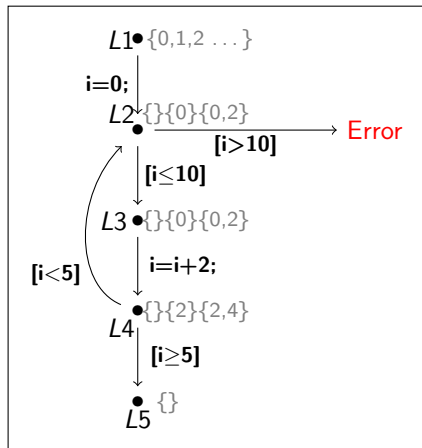 L1 {0,1,2 ...}
i=0;
L2 {}{0}{0,2}
[i>10] Error
[i≤10]
L3 {}{0}{0,2}
[i<5] i=i+2;
L4 {}{2}{2,4}
[i≥5]
L5 {}